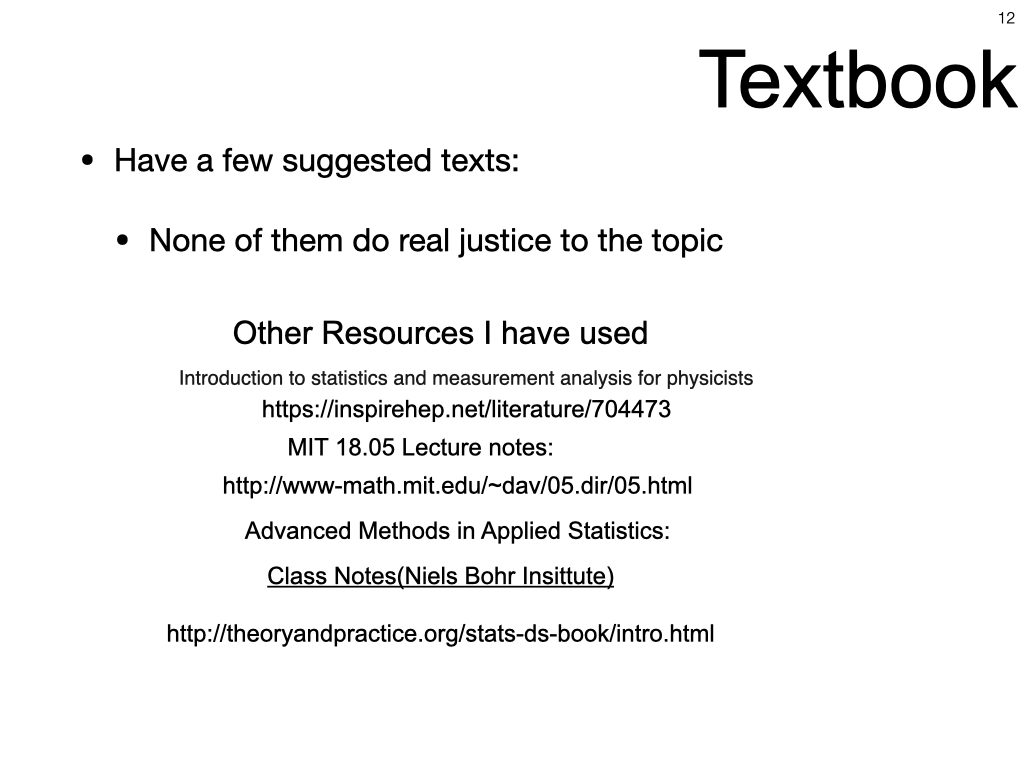 12
Textbook
• Have a few suggested texts:
• None of them do real justice to the topic
Other Resources I have used
Introduction to statistics and measurement analysis for physicists
https://inspirehep.net/literature/704473
MIT 18.05 Lecture notes:
http://www-math.mit.edu/~dav/05.dir/05.html
Advanced Methods in Applied Statistics:
Class Notes(Niels Bohr Insittute)
http://theoryandpractice.org/stats-ds-book/intro.html